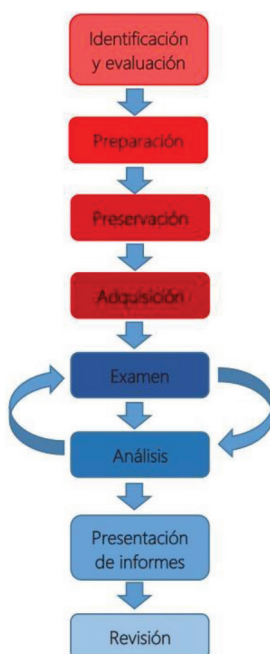 Identificación
y evaluación
Preparación
Preservación
Adquisición
Examen
Análisis
Presentación
de informes
Revisión